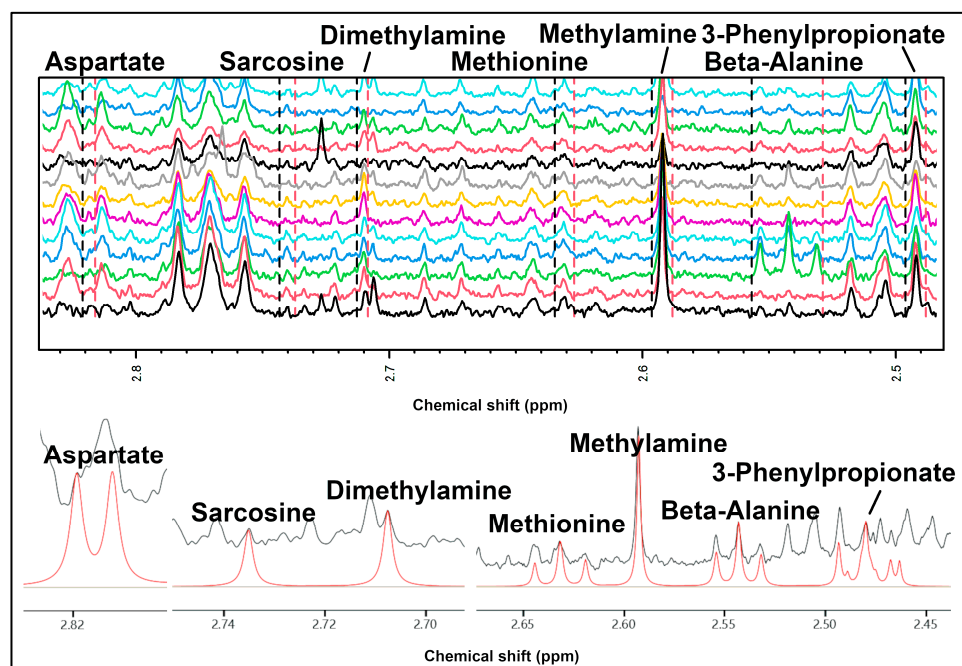 Dimethylamine Methylamine 3-Phenylpropionate
Aspartate Sarcosine Methionine Beta-Alanine
2.8 2.7 2.6 2.5
Chemical shift (ppm)
Methylamine
Aspartate 3-Phenylpropionate
Dimethylamine
Sarcosine Methionine Beta-Alanine
2.82 2.74 2.72 2.70 2.65 2.60 2.55 2.50 2.45
Chemical shift (ppm)